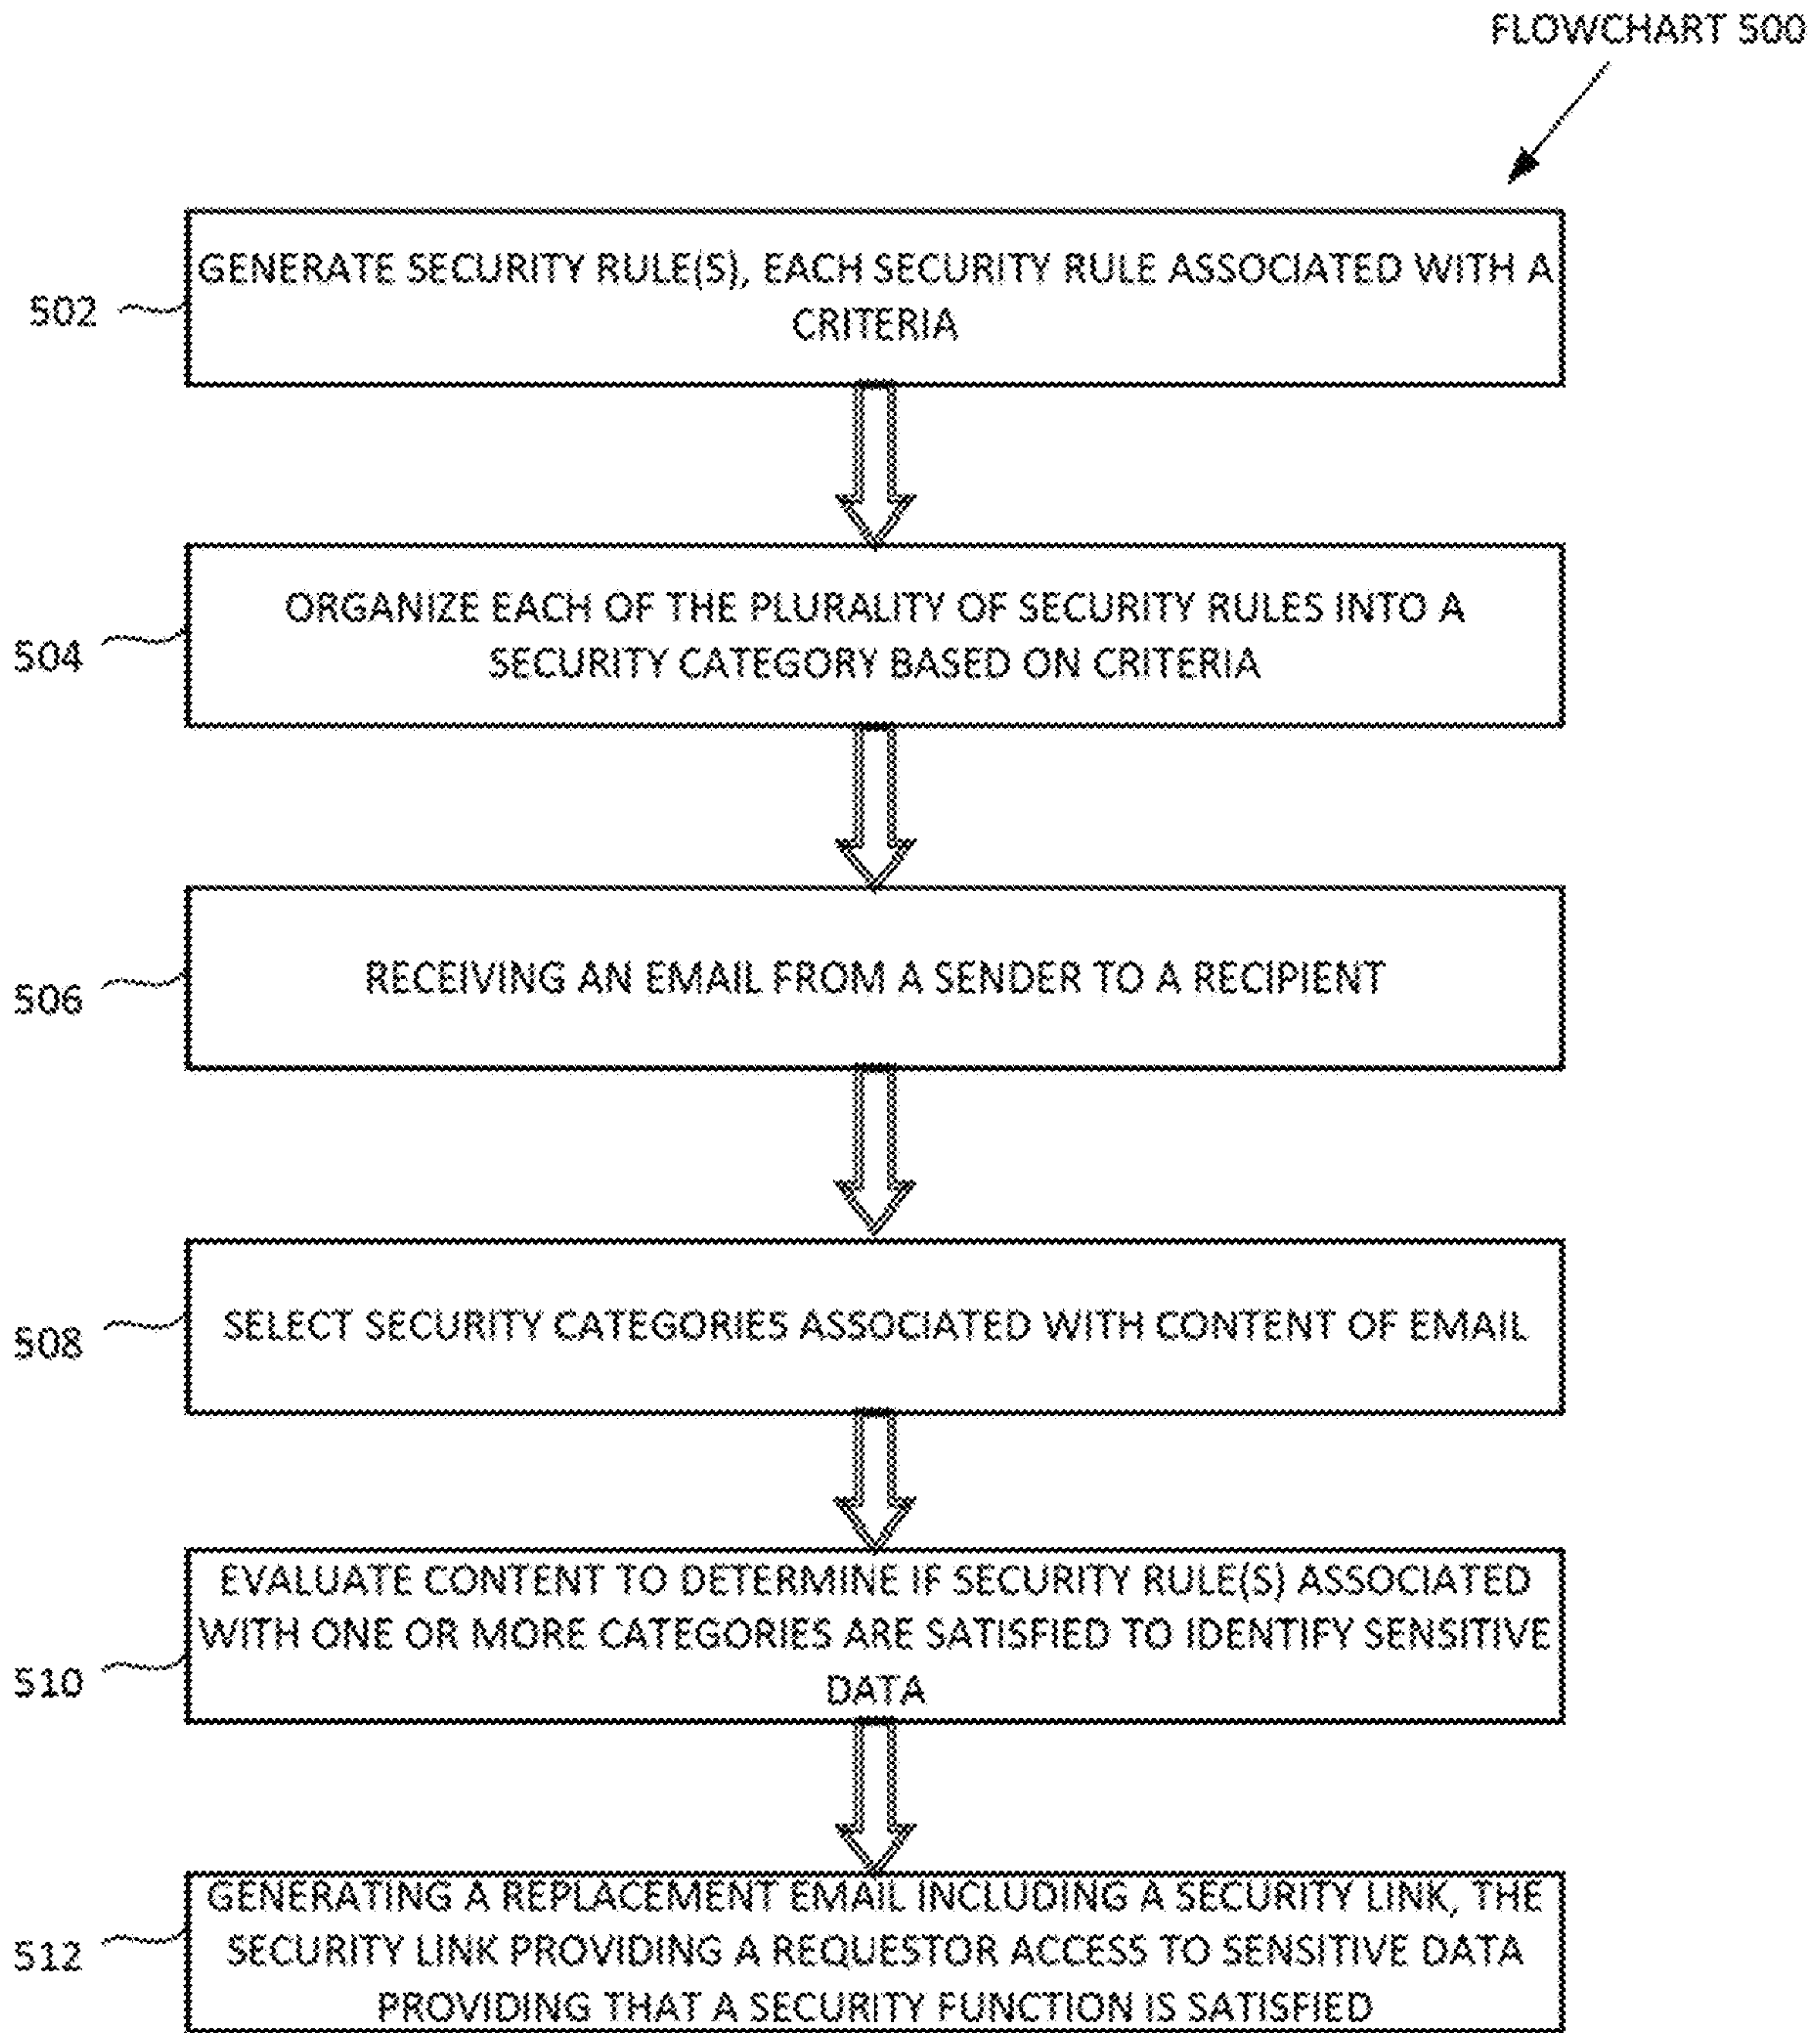 FLOWCHART 500
GENERATE SECURITY RULE(S), EACH SECURITY RULE ASSOCIATED WITH A
CRITERIA
502
ORGANIZE EACH OF THE PLURALITY OF SECURITY RULES INTO A
SECURITY CATEGORY BASED ON CRITERIA
504
RECEIVING AN EMAIL FROM A SENDER TO A RECIPIENT
506
SELECT SECURITY CATEGORIES ASSOCIATED WITH CONTENT OF EMAIL
508
EVALUATE CONTENT TO DETERMINE IF SECURITY RULE(S) ASSOCIATED
WITH ONE OR MORE CATEGORIES ARE SATISFIED TO IDENTIFY SENSITIVE
DATA
510
GENERATING A REPLACEMENT EMAIL INCLUDING A SECURITY LINK, THE
SECURITY LINK PROVIDING A REQUESTOR ACCESS TO SENSITIVE DATA
PROVIDING THAT A SECURITY FUNCTION IS SATISFIED
512